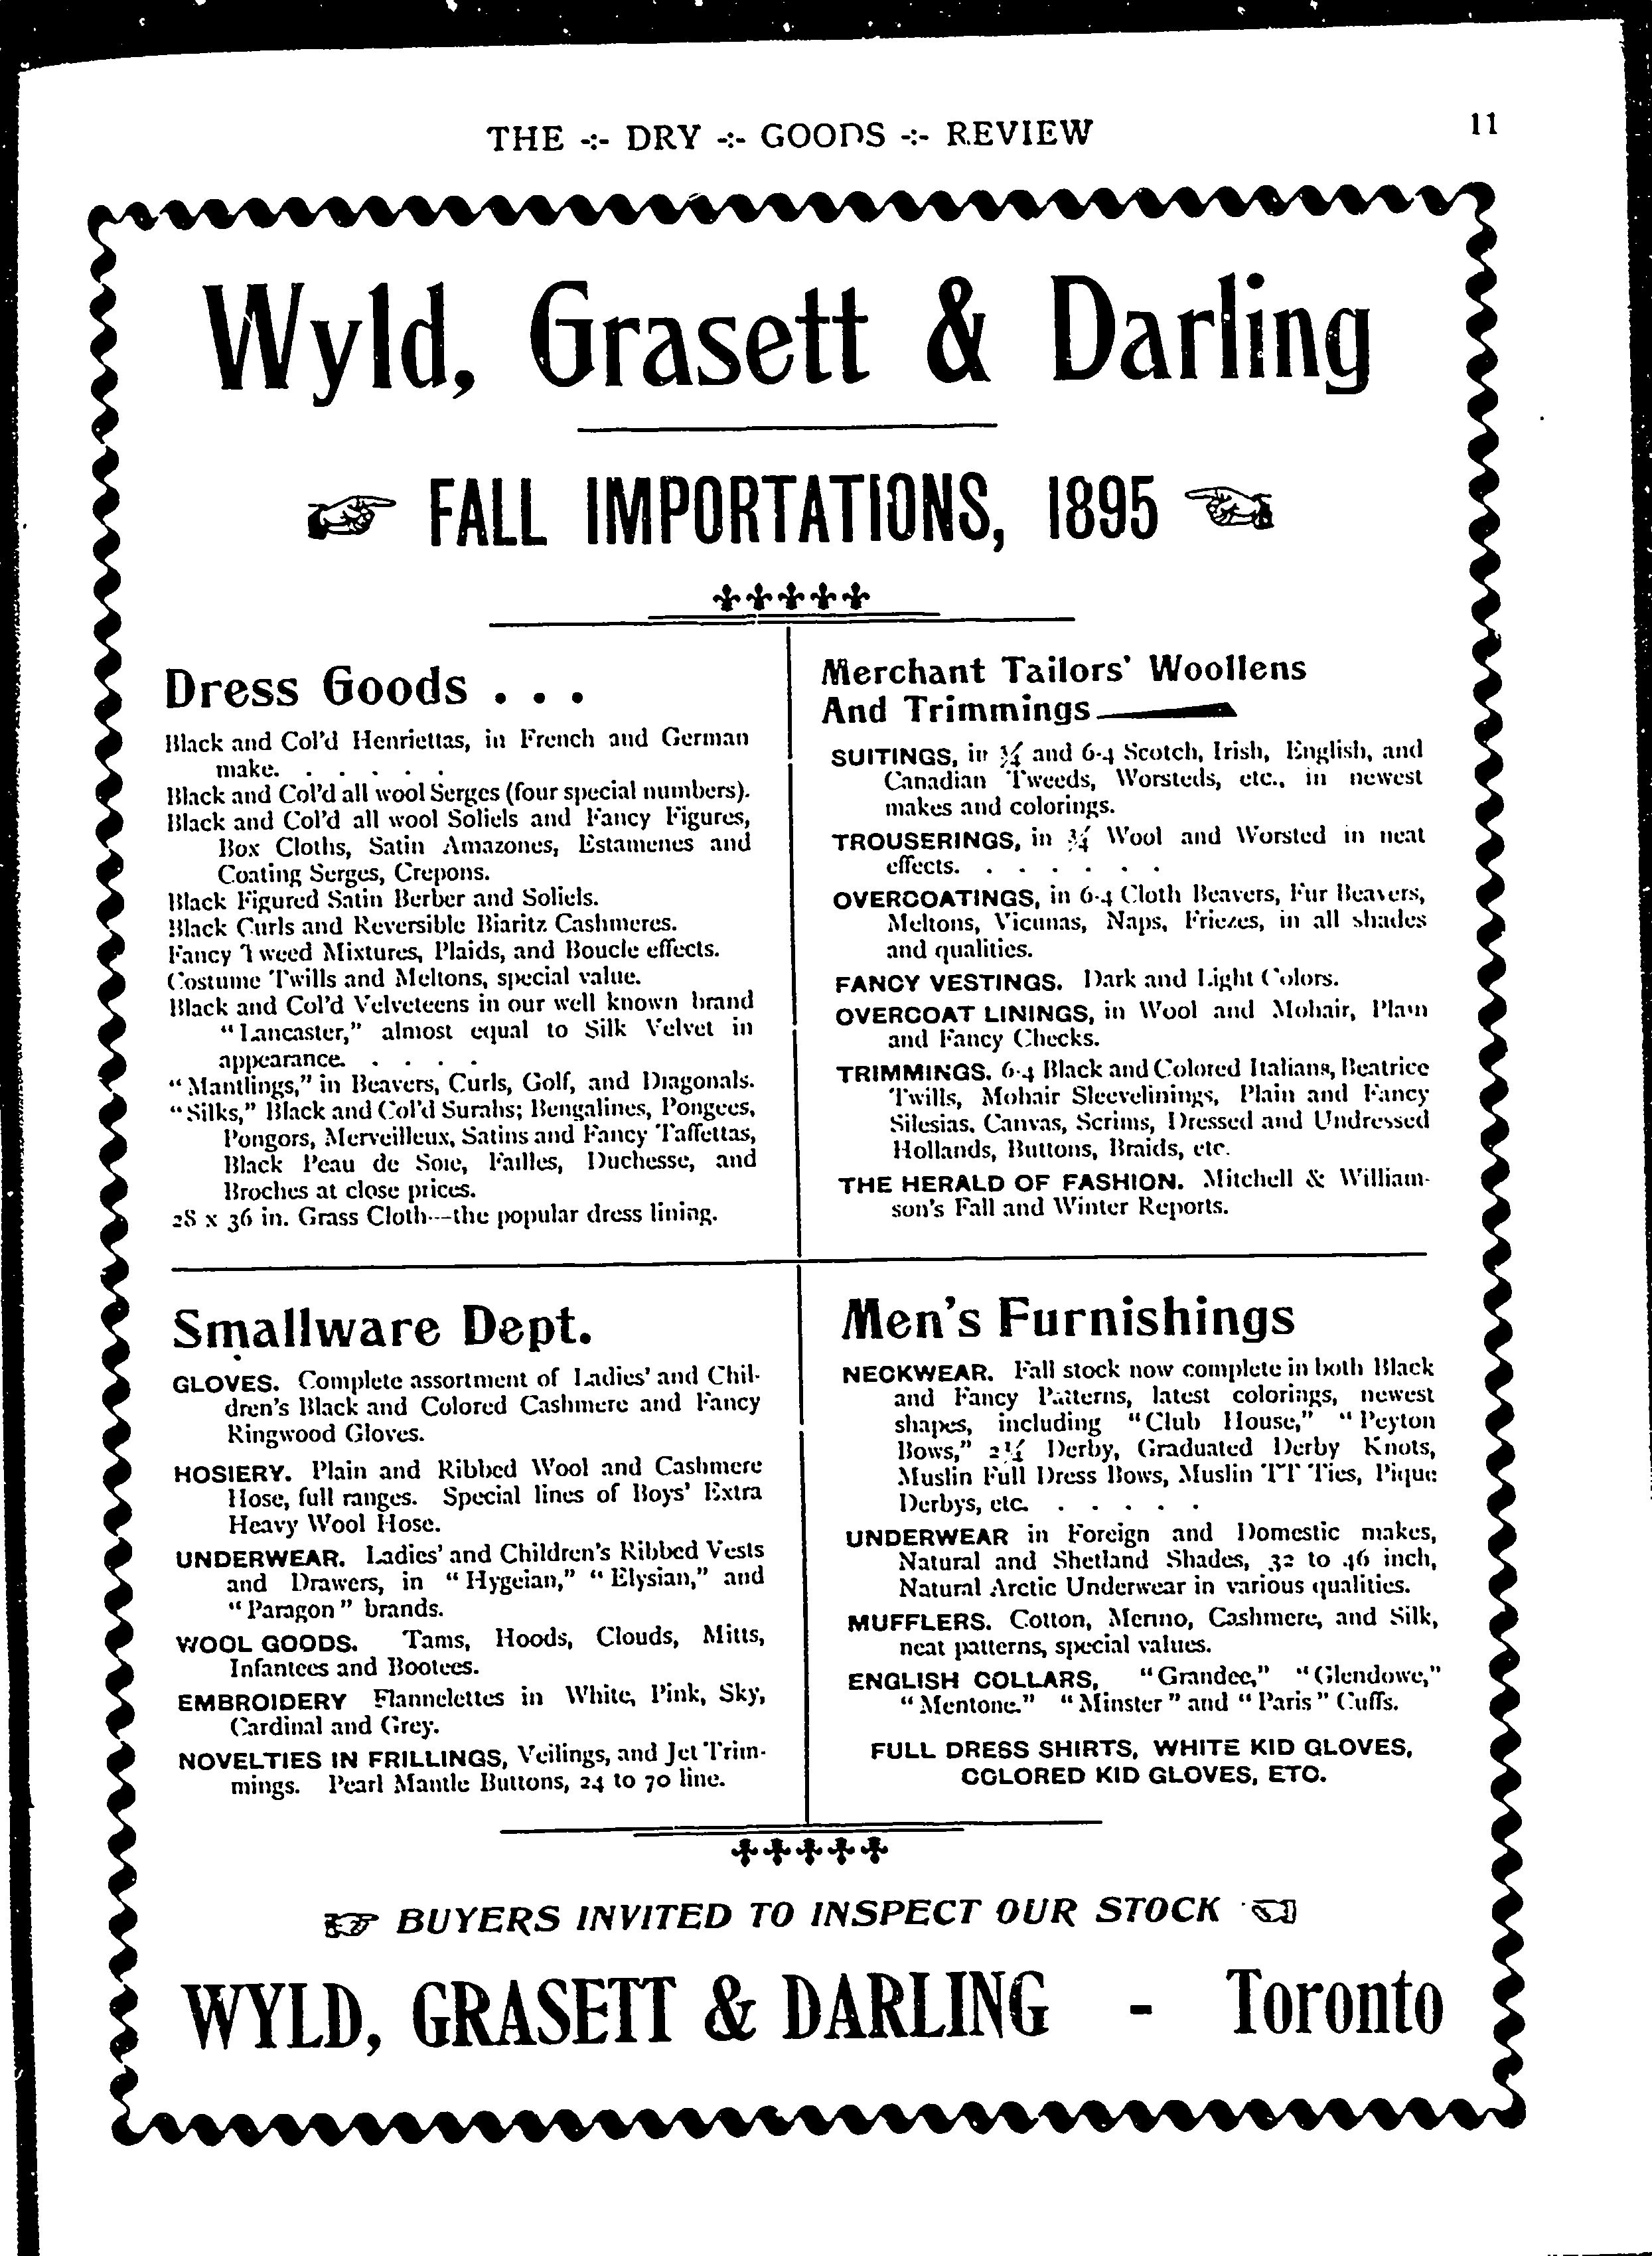 THE -:- DRY -:- GOODS -:- REVIEW
11
Wyld, Grasett & Darling
FALL IMPORTATIONS, 1895
Dress Goods . . .
Black and Col'd Henriettas, in French and German
make. . . . . .
Black and Col'd all wool Serges (four special numbers).
Black and Col'd all wool Soliels and Fancy Figures,
Box Cloths, Satin Amazones, Estamenes and
Coating Serges, Crepons.
Black Figured Satin Berber and Soliels.
Black Curls and Reversible Biaritz Cashmeres.
Fancy Tweed Mixtures, Plaids, and Boucle effects.
Costume Twills and Meltons, special value.
Black and Col'd Velveteens in our well known brand
"Lancaster," almost equal to Silk Velvet in
appearance. . . . .
"Mantlings," in Beavers, Curls, Golf, and Diagonals.
"Silks," Black and Col'd Surahs; Bengalines, Pongees,
Pongors, Merveilleux, Satins and Fancy Taffettas,
Black Peau de Soie, Failles, Duchesse, and
Broches at close prices.
28 x 36 in. Grass Cloth---the popular dress lining.
Merchant Tailors' Woollens
And Trimmings
SUITINGS, in ¾ and 6-4 Scotch, Irish, English, and
Canadian Tweeds, Worsteds, etc., in newest
makes and colorings.
TROUSERINGS, in ¾ Wool and Worsted in neat
effects. . . . . . .
OVERCOATINGS, in 6-4 Cloth Beavers, Fur Beavers,
Meltons, Vicunas, Naps, Friezes, in all shades
and qualities.
FANCY VESTINGS. Dark and Light Colors.
OVERCOAT LININGS, in Wool and Mohair, Plain
and Fancy Checks.
TRIMMINGS. 6-4 Black and Colored Italians, Beatrice
Twills, Mohair Sleevelinings, Plain and Fancy
Silesias, Canvas, Scrims, Dressed and Undressed
Hollands, Buttons, Braids, etc.
THE HERALD OF FASHION. Mitchell & William-
son's Fall and Winter Reports.
Smallware Dept.
GLOVES. Complete assortment of Ladies' and Chil-
dren's Black and Colored Cashmere and Fancy
Ringwood Gloves.
HOSIERY. Plain and Ribbed Wool and Cashmere
Hose, full ranges. Special lines of Boys' Extra
Heavy Wool Hose.
UNDERWEAR. Ladies' and Children's Ribbed Vests
and Drawers, in "Hygeian," "Elysian," and
"Paragon" brands.
WOOL GOODS. Tams, Hoods, Clouds, Mitts,
Infantees and Bootees.
EMBROIDERY Flannelettes in White, Pink, Sky,
Cardinal and Grey.
NOVELTIES IN FRILLINGS, Veilings, and Jet Trim-
mings. Pearl Mantle Buttons, 24 to 70 line.
Men's Furnishings
NECKWEAR. Fall stock now complete in both Black
and Fancy Patterns, latest colorings, newest
shapes, including "Club House," "Peyton
Bows," 2¼ Derby, Graduated Derby Knots,
Muslin Full Dress Bows, Muslin TT Ties, Pique
Derbys, etc. . . . . .
UNDERWEAR in Foreign and Domestic makes,
Natural and Shetland Shades, 32 to 46 inch,
Natural Arctic Underwear in various qualities.
MUFFLERS. Cotton, Merino, Cashmere, and Silk,
neat patterns, special values.
ENGLISH COLLARS, "Grandee," "Glendowe,"
"Mentone." "Minster" and "Paris" Cuffs.
FULL DRESS SHIRTS, WHITE KID GLOVES,
COLORED KID GLOVES, ETC.
BUYERS INVITED TO INSPECT OUR STOCK
WYLD, GRASETT & DARLING - Toronto